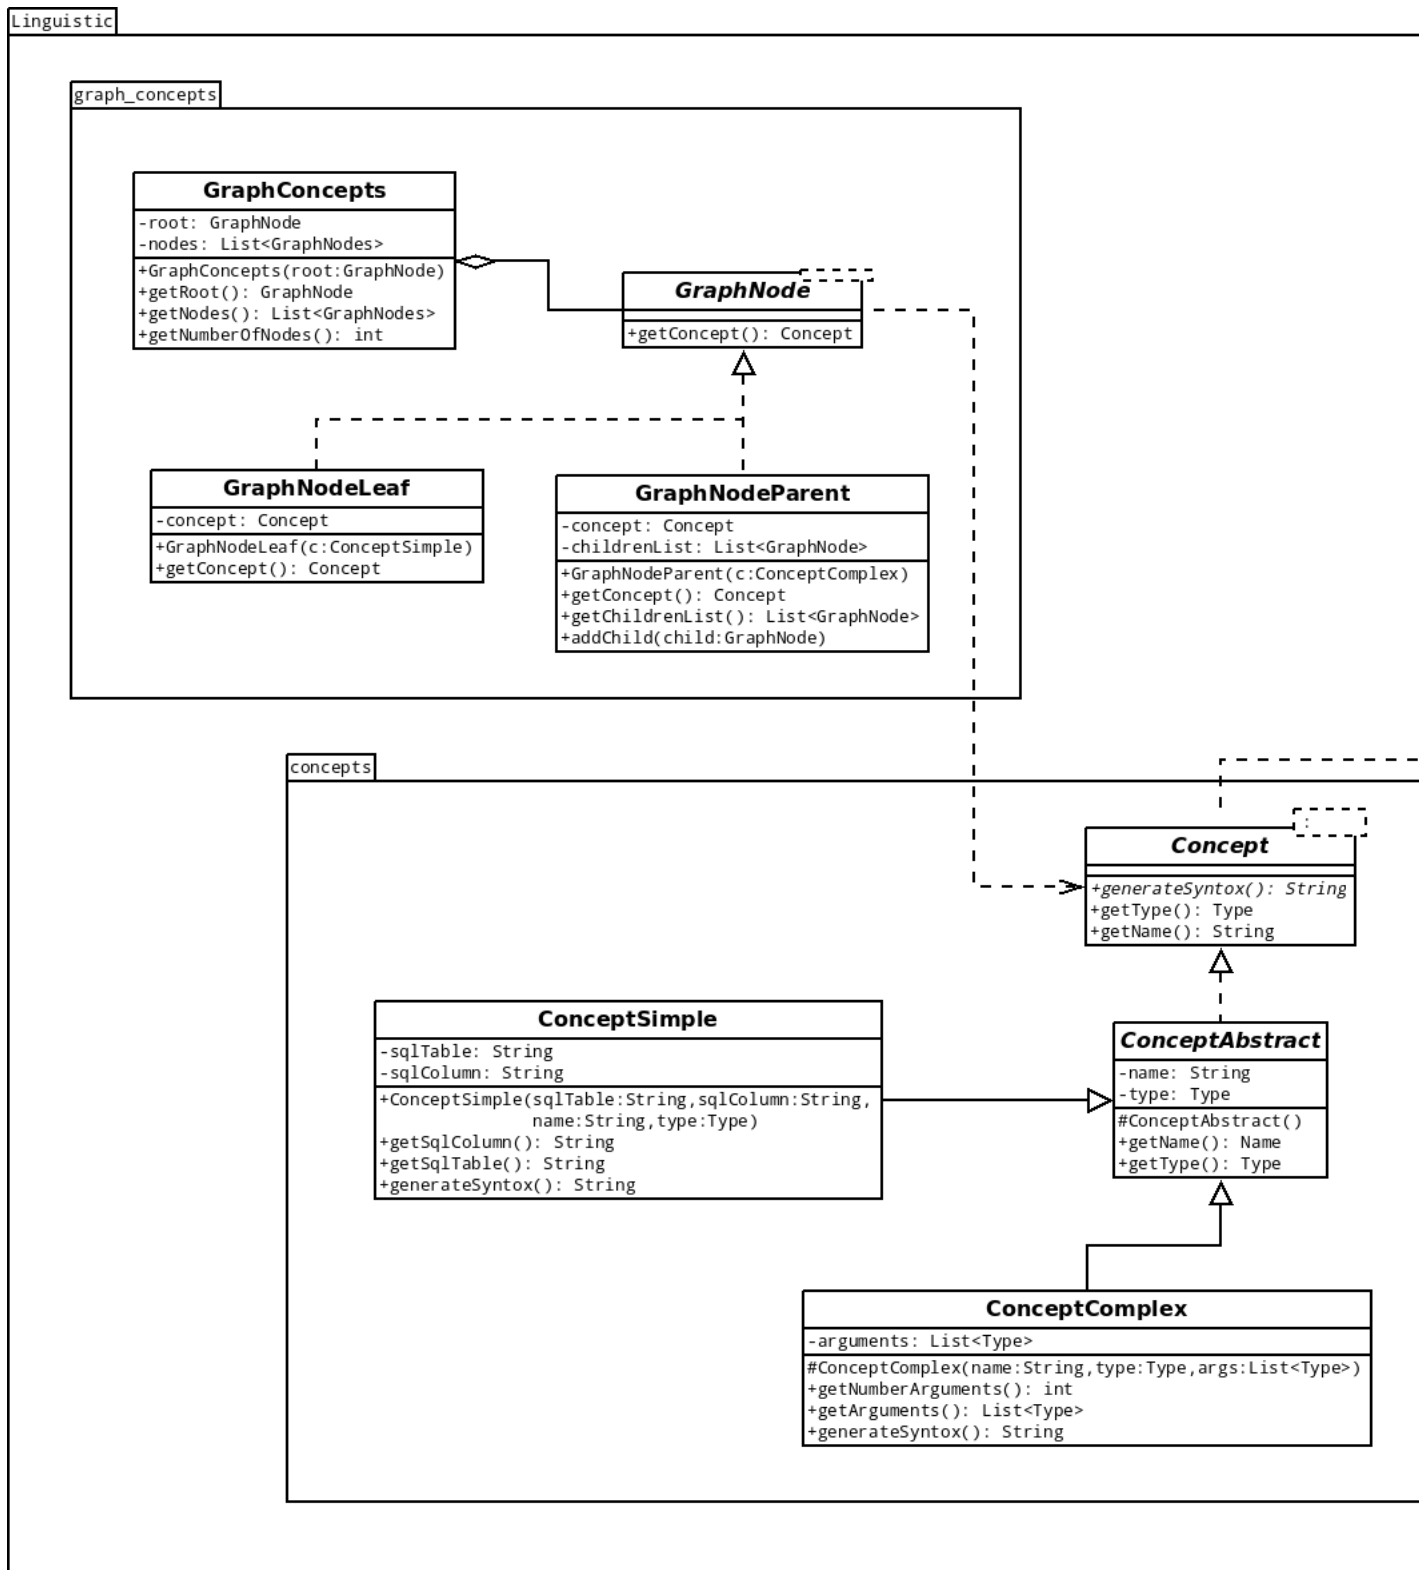 Linguistic
graph_concepts
GraphConcepts
-root: GraphNode
-nodes: List<GraphNodes>
+GraphConcepts(root:GraphNode)
+getRoot(): GraphNode
+getNodes(): List<GraphNodes>
+getNumberOfNodes(): int
GraphNode
+getConcept(): Concept
GraphNodeLeaf
-concept: Concept
+GraphNodeLeaf(c:ConceptSimple)
+getConcept(): Concept
GraphNodeParent
-concept: Concept
-childrenList: List<GraphNode>
+GraphNodeParent(c:ConceptComplex)
+getConcept(): Concept
+getChildrenList(): List<GraphNode>
+addChild(child:GraphNode)
concepts
:
Concept
+generateSyntox(): String
+getType(): Type
+getName(): String
ConceptSimple
-sqlTable: String
-sqlColumn: String
+ConceptSimple(sqlTable:String,sqlColumn:String,
name:String,type:Type)
+getSqlColumn(): String
+getSqlTable(): String
+generateSyntox(): String
ConceptAbstract
-name: String
-type: Type
#ConceptAbstract()
+getName(): Name
+getType(): Type
ConceptComplex
-arguments: List<Type>
#ConceptComplex(name:String,type:Type,args:List<Type>)
+getNumberArguments(): int
+getArguments(): List<Type>
+generateSyntox(): String